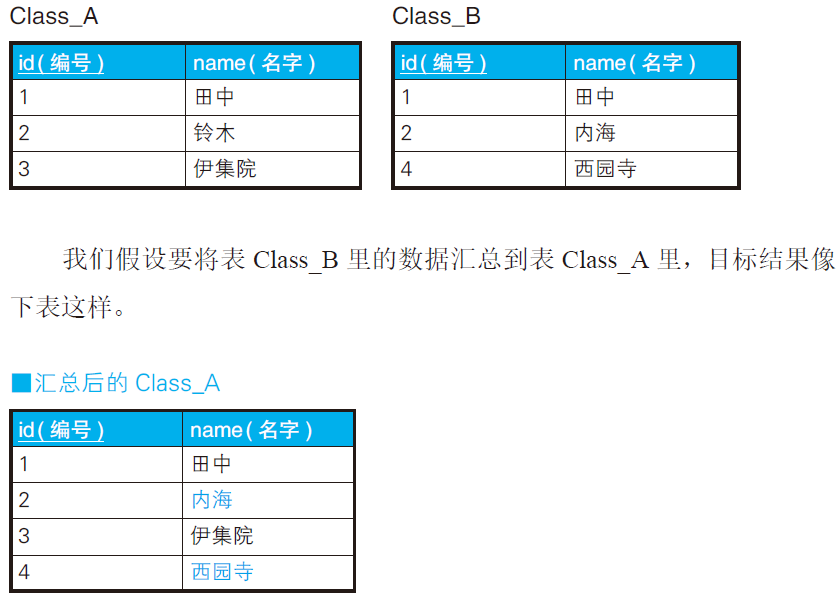 Class_A Class_B
id(编号) name(名字) id(编号) name(名字)
1 田中 1 田中
2 铃木 2 内海
3 伊集院 4 西园寺
我们假设要将表 Class_B 里的数据汇总到表 Class_A 里，目标结果像
下表这样。
■汇总后的 Class_A
id(编号) name(名字)
1 田中
2 内海
3 伊集院
4 西园寺